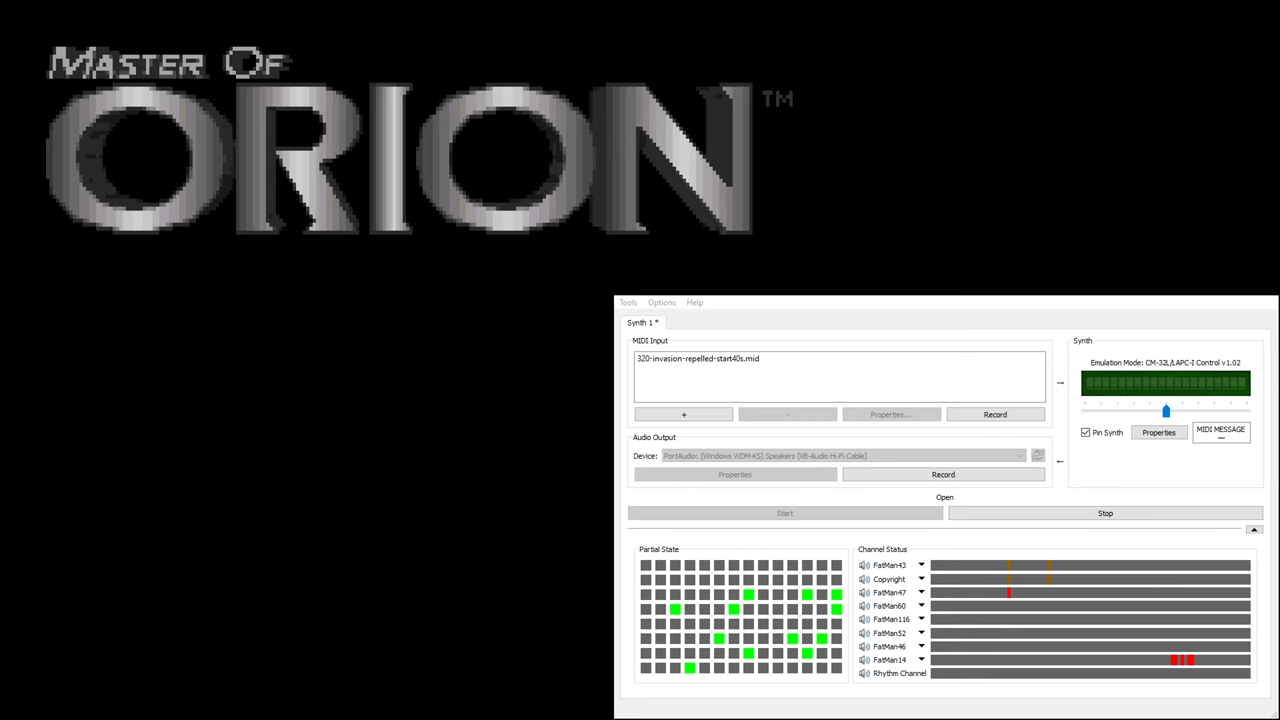 MASTER OF
ORION™
Tools Options Help
Synth 1 *
MIDI Input
320-invasion-repelled-start40s.mid
+ - Properties... Record
Audio Output
Device: PortAudio: (Windows WDM-KS) Speakers (VB-Audio Hi-Fi Cable)
Properties Record
Synth
Emulation Mode: CM-32L/LAPC-I Control v1.02
Pin Synth Properties MIDI MESSAGE
Open
Start Stop
Partial State
Channel Status
FatMan43
Copyright
FatMan47
FatMan60
FatMan116
FatMan52
FatMan46
FatMan14
Rhythm Channel